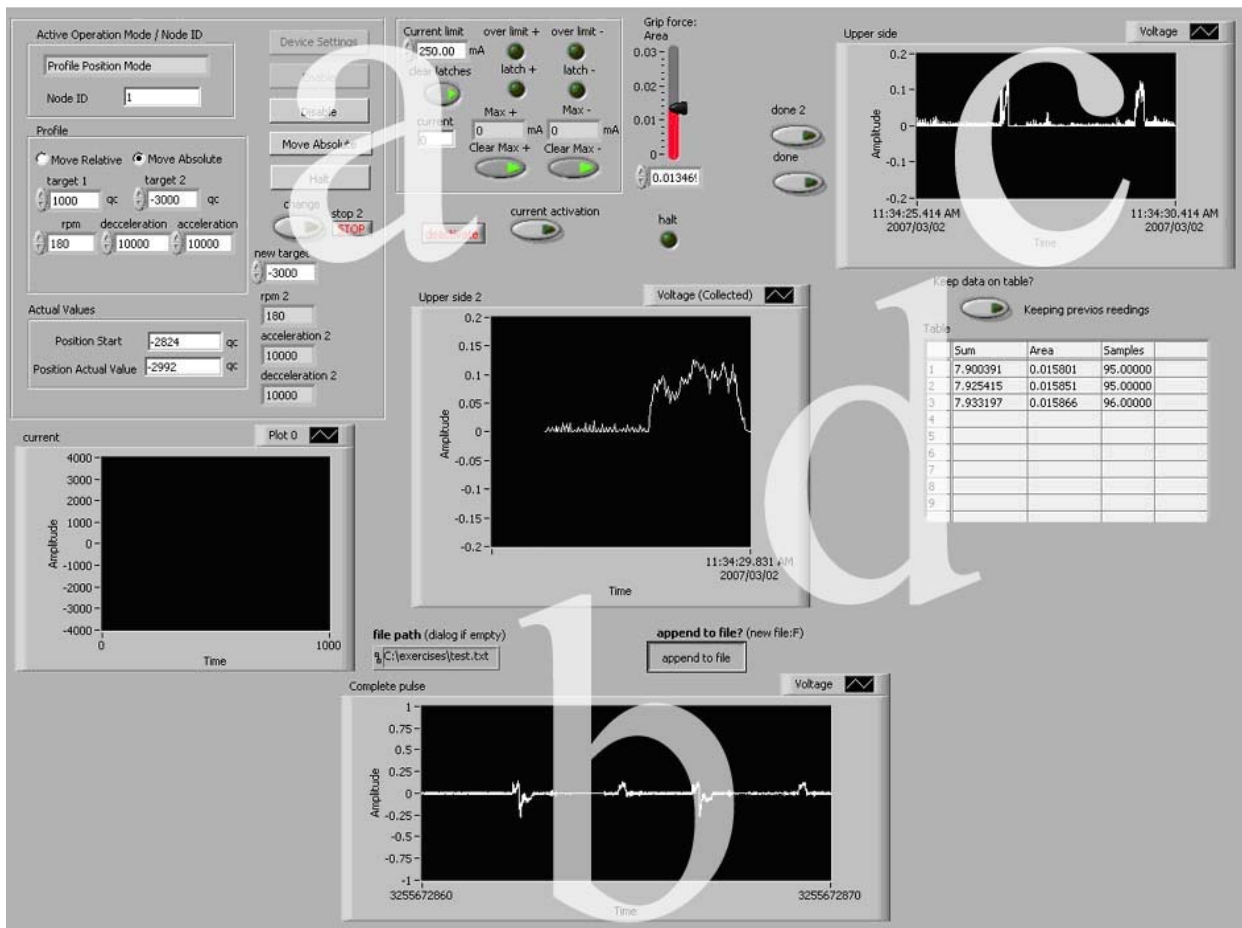 Active Operation Mode / Node ID
Profile Position Mode
Node ID 1
Profile
Move Relative Move Absolute
target 1 target 2
1000 qc -3000 qc
rpm decceleration acceleration
180 10000 10000
Actual Values
Position Start -2824 qc
Position Actual Value -2992 qc
Device Settings
Enable
Disable
Move Absolute
Halt
change stop 2
STOP
new target
-3000
rpm 2
180
acceleration 2
10000
decceleration 2
10000
a
Current limit over limit + over limit -
250.00 mA
clear latches latch + latch -
current Max + Max -
0 0 mA 0 mA
Clear Max + Clear Max -
deactivate
current activation
Grip force:
Area
0.03
0.02
0.01
0
halt
done 2
done
Upper side Voltage
0.2
0.1
0
-0.1
-0.2
Amplitude
11:34:25.414 AM 11:34:30.414 AM
2007/03/02 2007/03/02
Time
c
Keep data on table?
Keeping previos reedings
Table
Sum Area Samples
1 7.900391 0.015801 95.00000
2 7.925415 0.015851 95.00000
3 7.933197 0.015866 96.00000
4
5
6
7
8
9
d
Upper side 2 Voltage (Collected)
0.2
0.15
0.1
0.05
0
-0.05
-0.1
-0.15
-0.2
Amplitude
11:34:29.831 AM
2007/03/02
Time
current Plot 0
4000
3000
2000
1000
0
-1000
-2000
-3000
-4000
Amplitude
0 1000
Time
file path (dialog if empty) append to file? (new file:F)
C:\exercises\test.txt append to file
Complete pulse Voltage
1
0.75
0.5
0.25
0
-0.25
-0.5
-0.75
-1
Amplitude
3255672860 3255672870
Time
b